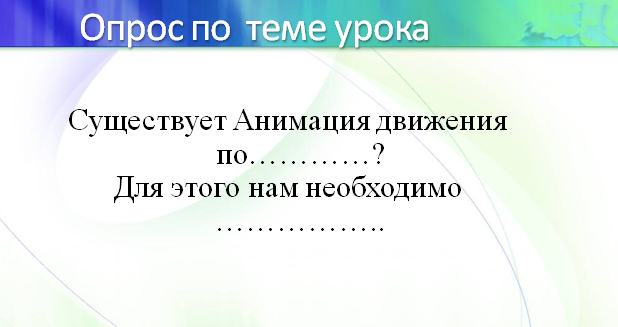 Опрос по теме урока
Существует Анимация движения
по…………?
Для этого нам необходимо
……………..